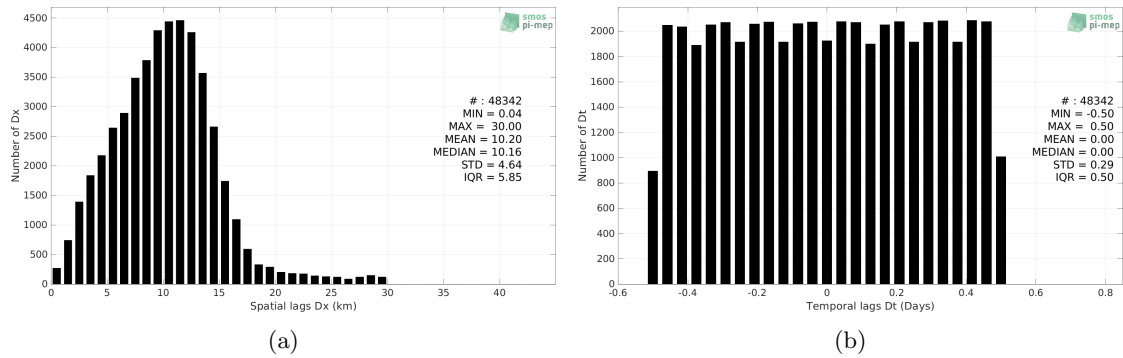 4500
4000
3500
3000
2500
2000
1500
1000
500
0
Number of Dx
0 5 10 15 20 25 30 35 40
Spatial lags Dx (km)
smos
pi-mep
# : 48342
MIN = 0.04
MAX = 30.00
MEAN = 10.20
MEDIAN = 10.16
STD = 4.64
IQR = 5.85
(a)
2000
1800
1600
1400
1200
1000
800
600
400
200
0
Number of Dt
-0.6 -0.4 -0.2 0 0.2 0.4 0.6 0.8
Temporal lags Dt (Days)
smos
pi-mep
# : 48342
MIN = -0.50
MAX = 0.50
MEAN = 0.00
MEDIAN = 0.00
STD = 0.29
IQR = 0.50
(b)